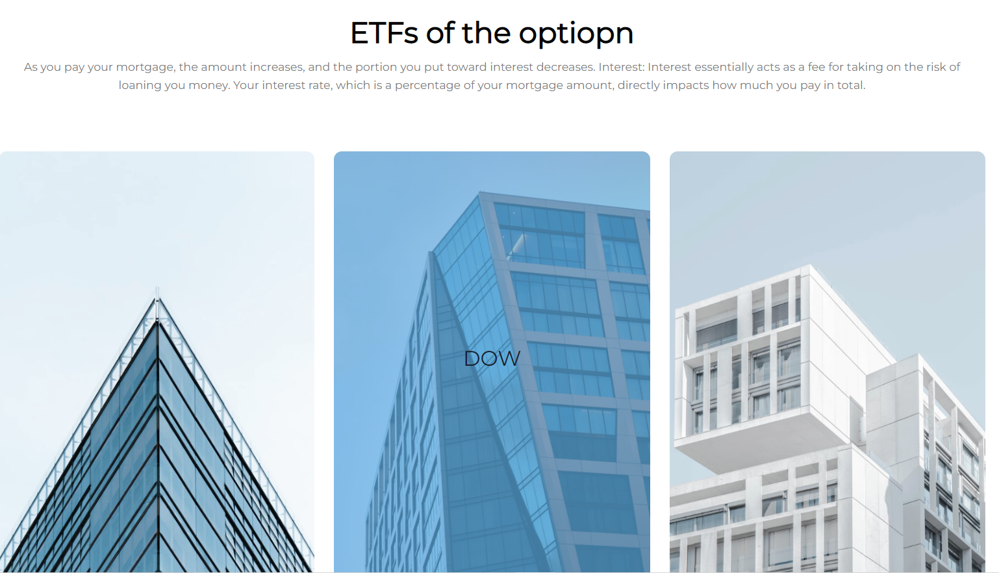 ETFs of the optiopn
As you pay your mortgage, the amount increases, and the portion you put toward interest decreases. Interest: Interest essentially acts as a fee for taking on the risk of
loaning you money. Your interest rate, which is a percentage of your mortgage amount, directly impacts how much you pay in total.
DOW